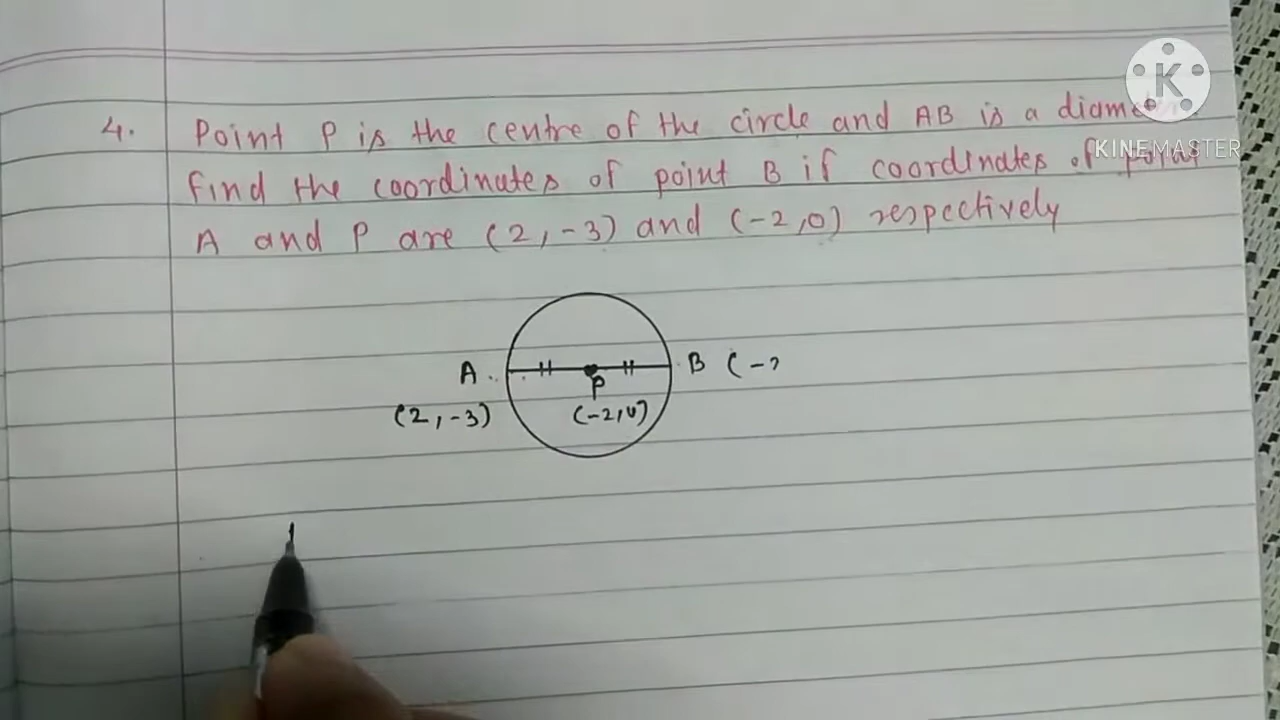 4. Point P is the centre of the circle and AB is a
find the coordinates of point B if coordinates of
A and P are (2,-3) and (-2,0) respectively
A B (-
P
(2,-3) (-2,0)
K
KINEMASTER